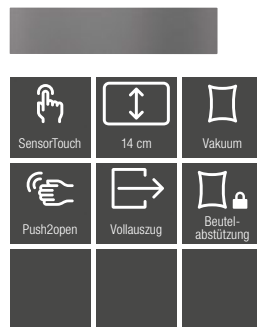 SensorTouch
14 cm
Vakuum
Push2open
Vollauszug
Beutel-
abstützung